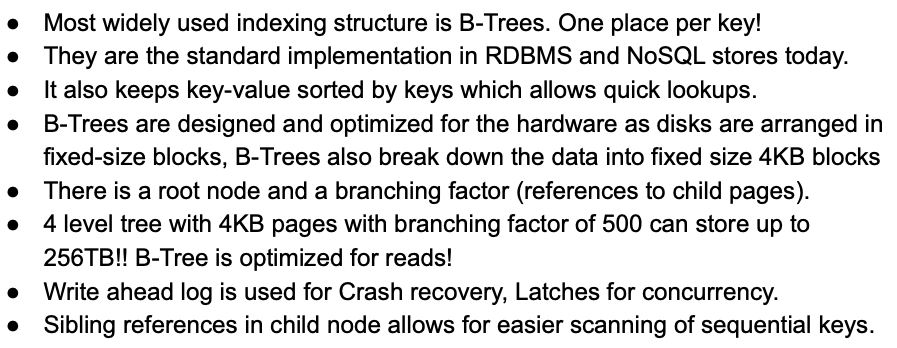 ● Most widely used indexing structure is B-Trees. One place per key!
● They are the standard implementation in RDBMS and NoSQL stores today.
● It also keeps key-value sorted by keys which allows quick lookups.
● B-Trees are designed and optimized for the hardware as disks are arranged in
fixed-size blocks, B-Trees also break down the data into fixed size 4KB blocks
● There is a root node and a branching factor (references to child pages).
● 4 level tree with 4KB pages with branching factor of 500 can store up to
256TB!! B-Tree is optimized for reads!
● Write ahead log is used for Crash recovery, Latches for concurrency.
● Sibling references in child node allows for easier scanning of sequential keys.